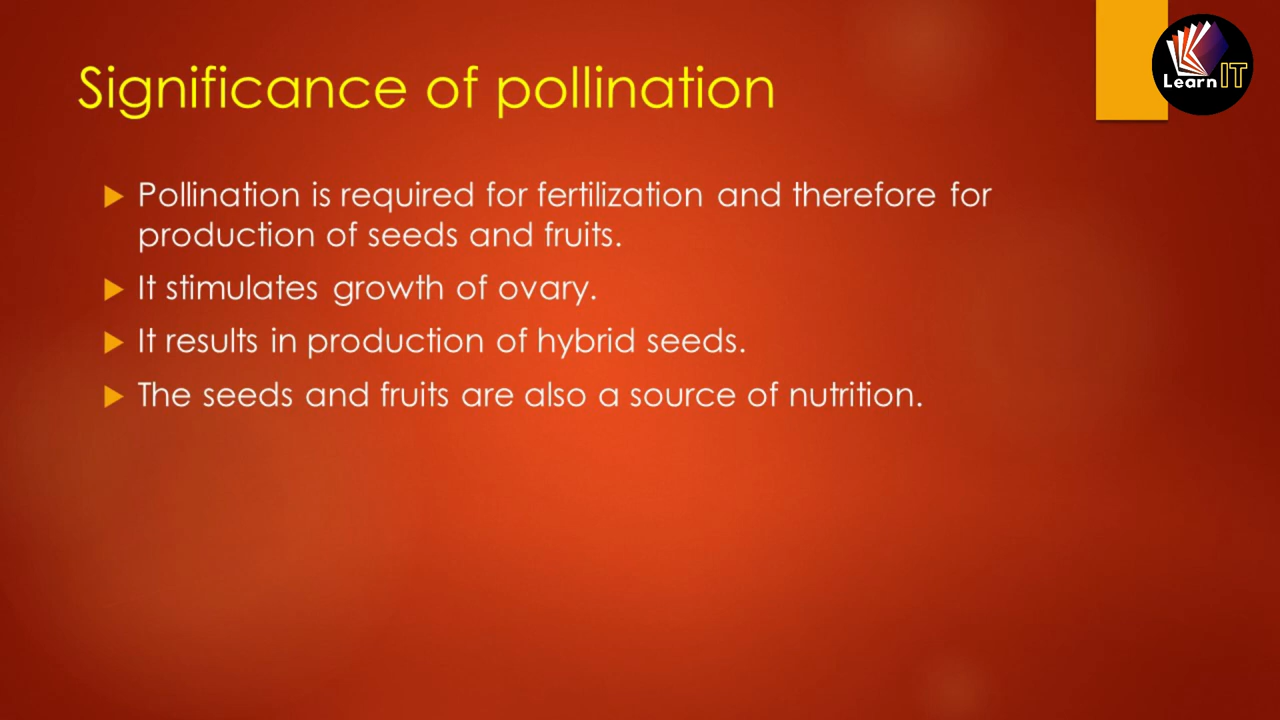 Significance of pollination
Learn IT
Pollination is required for fertilization and therefore for
production of seeds and fruits.
It stimulates growth of ovary.
It results in production of hybrid seeds.
The seeds and fruits are also a source of nutrition.